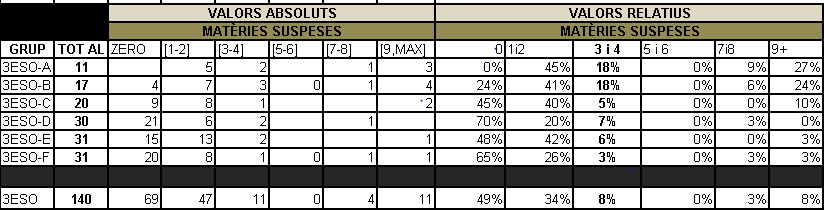 VALORS ABSOLUTS VALORS RELATIUS
MATÈRIES SUSPESES MATÈRIES SUSPESES
GRUP TOT AL ZERO [1-2] [3-4] [5-6] [7-8] [9,MAX] 0 1i2 3 i 4 5 i 6 7i8 9+
3ESO-A 11 5 2 1 3 0% 45% 18% 0% 9% 27%
3ESO-B 17 4 7 3 0 1 4 24% 41% 18% 0% 6% 24%
3ESO-C 20 9 8 1 2 45% 40% 5% 0% 0% 10%
3ESO-D 30 21 6 2 1 70% 20% 7% 0% 3% 0%
3ESO-E 31 15 13 2 1 48% 42% 6% 0% 0% 3%
3ESO-F 31 20 8 1 0 1 1 65% 26% 3% 0% 3% 3%
3ESO 140 69 47 11 0 4 11 49% 34% 8% 0% 3% 8%